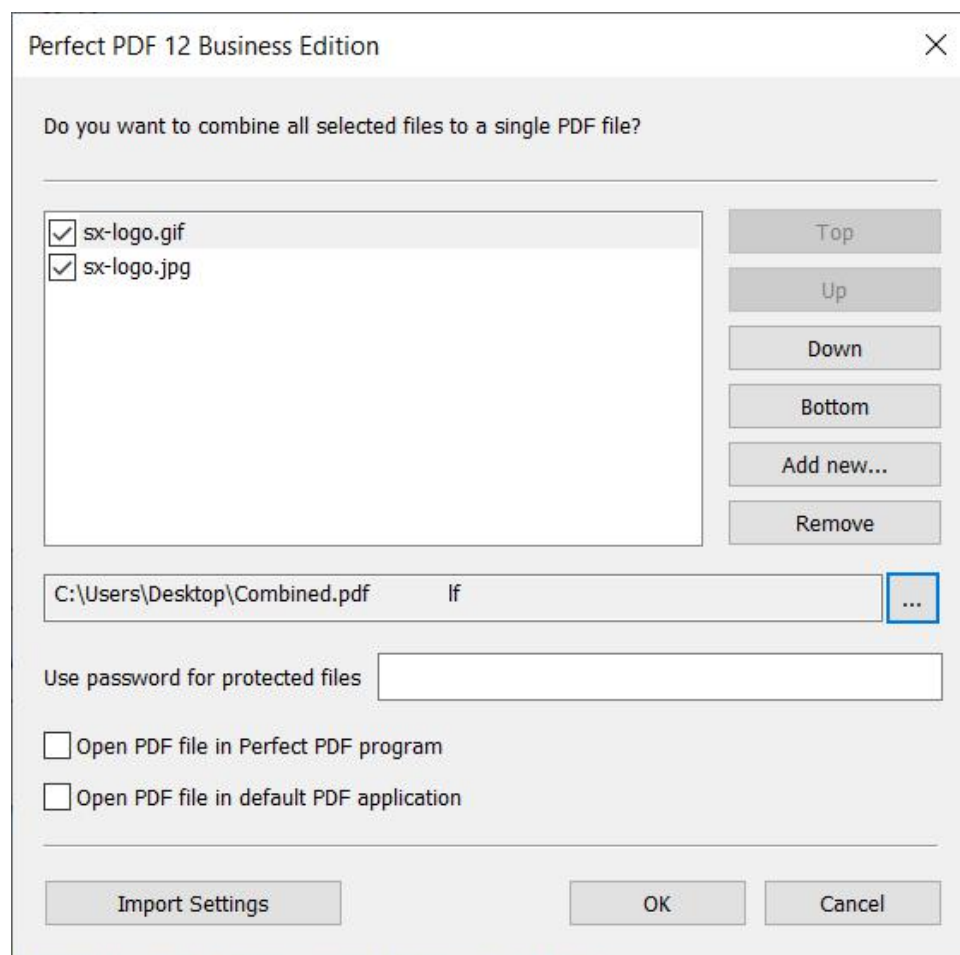 Perfect PDF 12 Business Edition
Do you want to combine all selected files to a single PDF file?
sx-logo.gif
sx-logo.jpg
Top
Up
Down
Bottom
Add new...
Remove
C:\Users\Desktop\Combined.pdf lf
...
Use password for protected files
Open PDF file in Perfect PDF program
Open PDF file in default PDF application
Import Settings
OK
Cancel